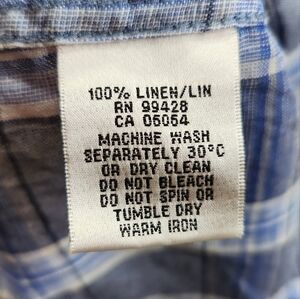 100% LINEN/LIN
RN 99428
CA 05054
MACHINE WASH
SEPARATELY 30°C
OR DRY CLEAN
DO NOT BLEACH
DO NOT SPIN OR
TUMBLE DRY
WARM IRON